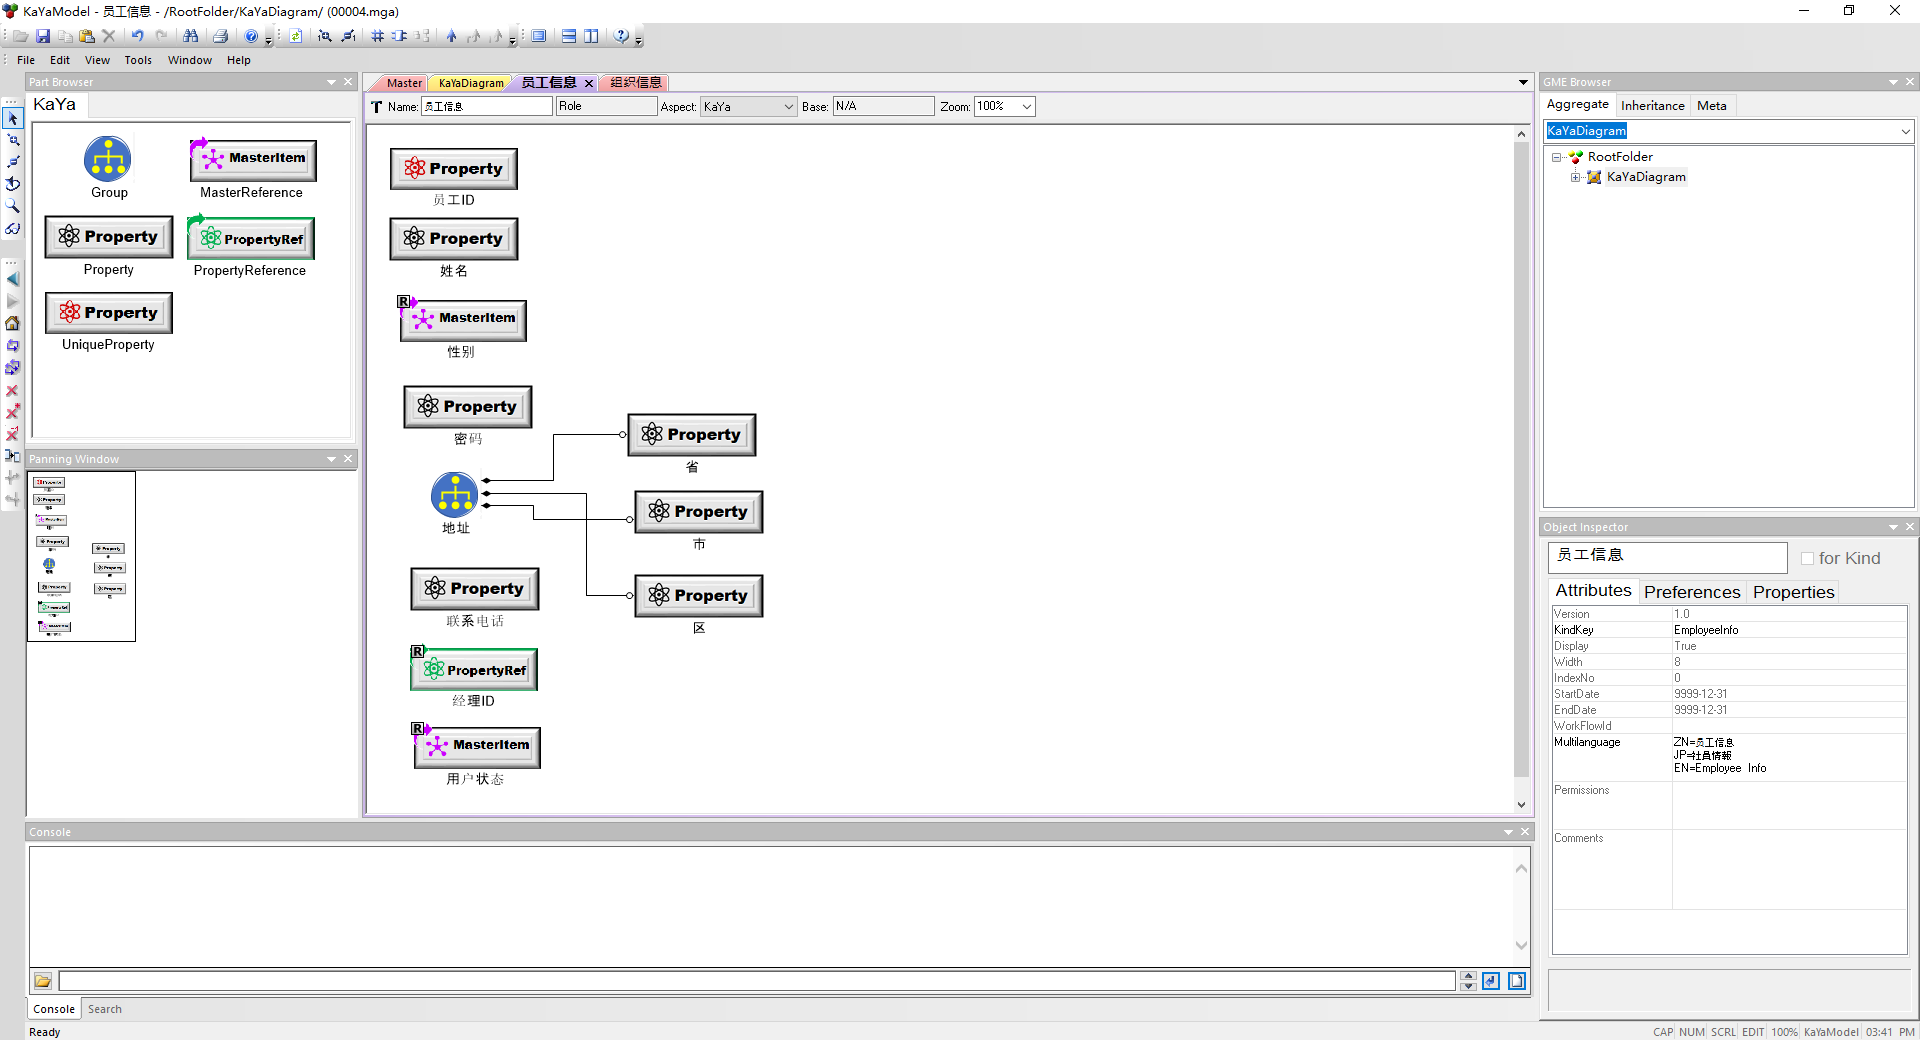 KaYaModel - 员工信息 - /RootFolder/KaYaDiagram/ (00004.mga)
File Edit View Tools Window Help
Part Browser
KaYa
Group
MasterItem
MasterReference
Property
Property
PropertyRef
PropertyReference
Property
UniqueProperty
Panning Window
Master KaYaDiagram 员工信息 组织信息
Name: 员工信息 Role Aspect: KaYa Base: N/A Zoom: 100%
Property
员工ID
Property
姓名
R
MasterItem
性别
Property
密码
地址
Property
省
Property
市
Property
区
Property
联系电话
R
PropertyRef
经理ID
R
MasterItem
用户状态
GME Browser
Aggregate Inheritance Meta
KaYaDiagram
RootFolder
KaYaDiagram
Object Inspector
员工信息 for Kind
Attributes Preferences Properties
Version 1.0
KindKey EmployeeInfo
Display True
Width 8
IndexNo 0
StartDate 9999-12-31
EndDate 9999-12-31
WorkFlowId
Multilanguage ZN=员工信息
JP=社員情報
EN=Employee Info
Permissions
Comments
Console
Console Search
Ready
CAP NUM SCRL EDIT 100% KaYaModel 03:41 PM